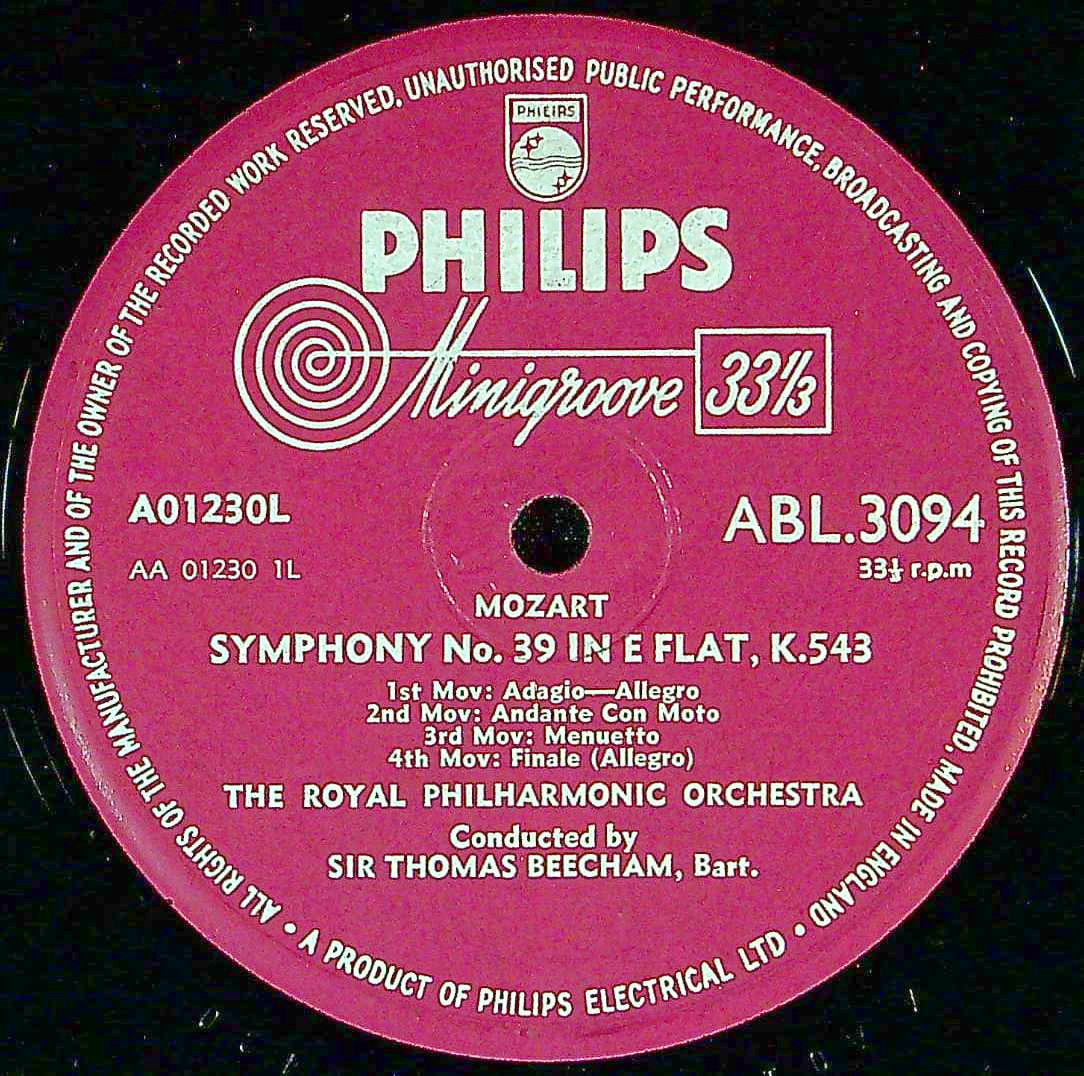 PHILIPS
PHILIPS
Minigroove 33 1/3
A01230L
ABL.3094
AA 01230 1L
33⅓ r.p.m
MOZART
SYMPHONY No. 39 IN E FLAT, K.543
1st Mov: Adagio—Allegro
2nd Mov: Andante Con Moto
3rd Mov: Menuetto
4th Mov: Finale (Allegro)
THE ROYAL PHILHARMONIC ORCHESTRA
Conducted by
SIR THOMAS BEECHAM, Bart.
ALL RIGHTS OF THE MANUFACTURER AND OF THE OWNER OF THE RECORDED WORK RESERVED, UNAUTHORISED PUBLIC PERFORMANCE, BROADCASTING AND COPYING OF THIS RECORD PROHIBITED, MADE IN ENGLAND •
A PRODUCT OF PHILIPS ELECTRICAL LTD •